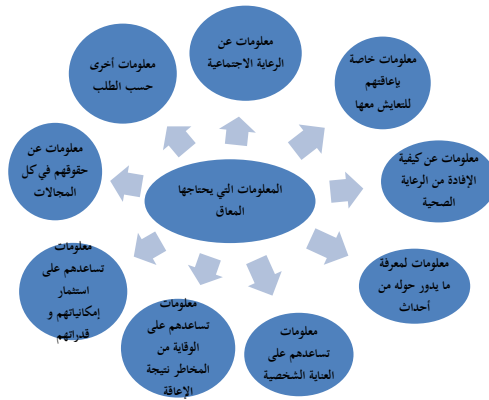 معلومات عن
الرعاية الاجتماعية
معلومات خاصة
بإعاقتهم
للتعايش معها
معلومات عن كيفية
الإفادة من الرعاية
الصحية
معلومات لمعرفة
ما يدور حوله من
أحداث
معلومات
تساعدهم على
العناية الشخصية
معلومات
تساعدهم على
الوقاية من
المخاطر نتيجة
الإعاقة
معلومات
تساعدهم على
استثمار
إمكانياتهم و
قدراتهم
معلومات عن
حقوقهم في كل
المجالات
معلومات أخرى
حسب الطلب
المعلومات التي يحتاجها
المعاق